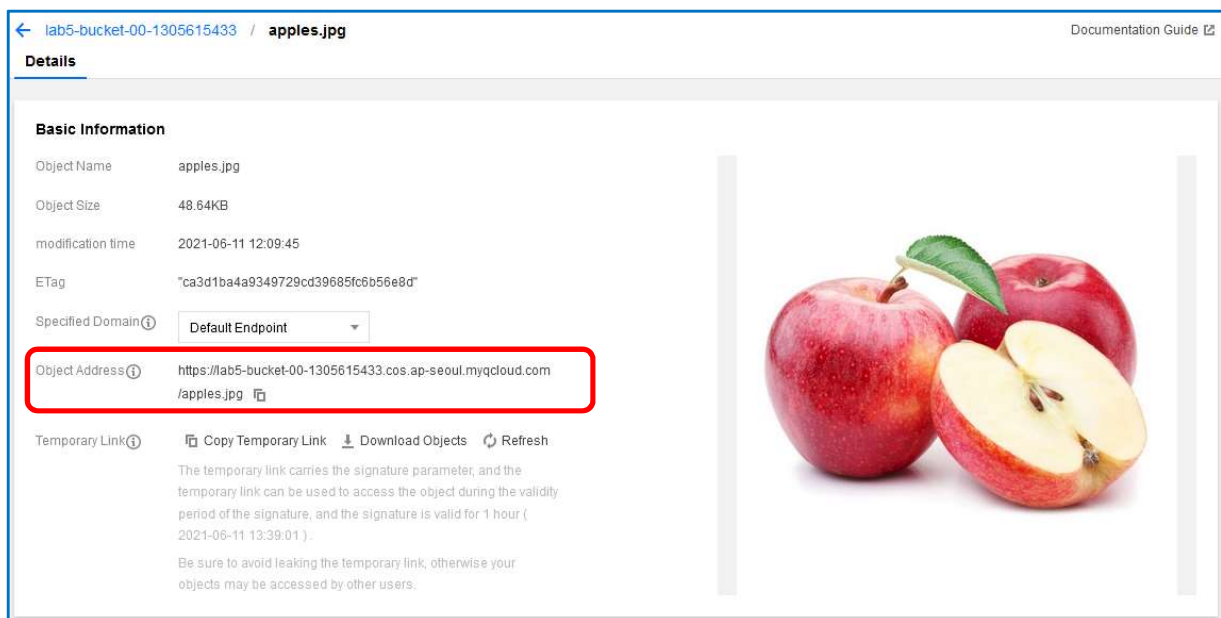 ← lab5-bucket-00-1305615433 / apples.jpg
Documentation Guide
Details
Basic Information
Object Name apples.jpg
Object Size 48.64KB
modification time 2021-06-11 12:09:45
ETag "ca3d1ba4a9349729cd39685fc6b56e8d"
Specified Domain Default Endpoint
Object Address https://lab5-bucket-00-1305615433.cos.ap-seoul.myqcloud.com
/apples.jpg
Temporary Link Copy Temporary Link Download Objects Refresh
The temporary link carries the signature parameter, and the
temporary link can be used to access the object during the validity
period of the signature, and the signature is valid for 1 hour (
2021-06-11 13:39:01 ) .
Be sure to avoid leaking the temporary link, otherwise your
objects may be accessed by other users.